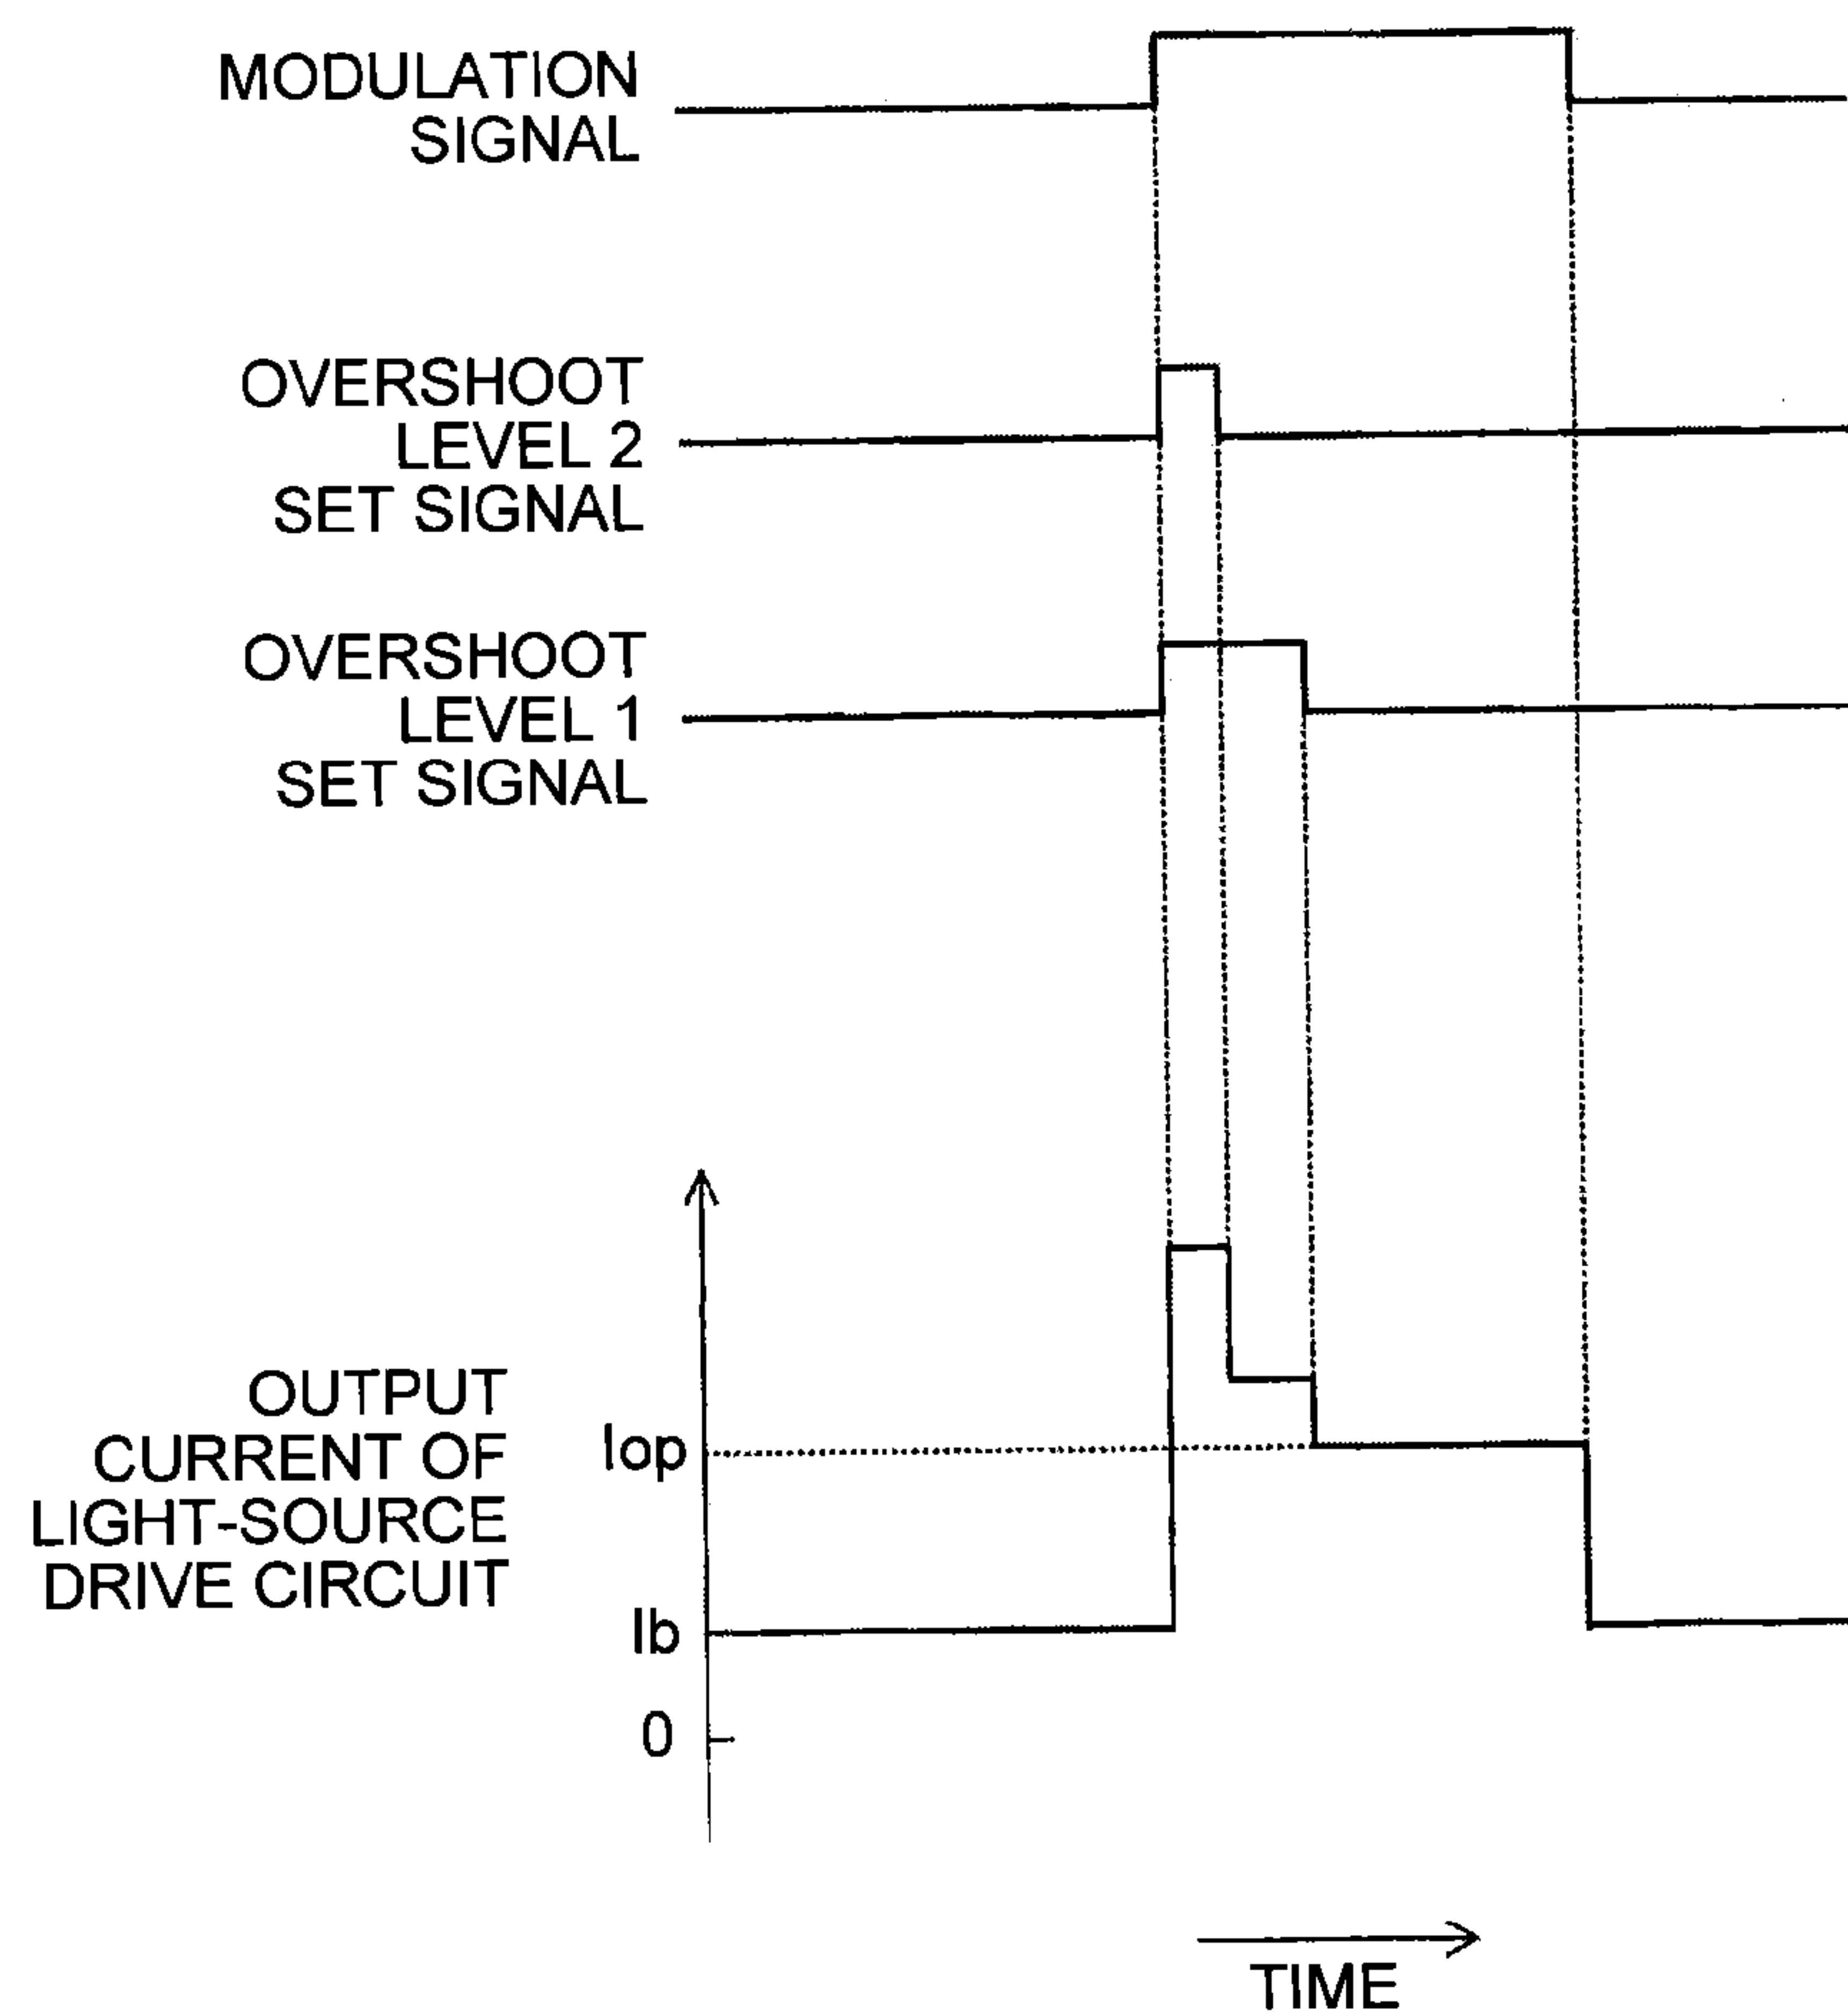 MODULATION
SIGNAL
OVERSHOOT
LEVEL 2
SET SIGNAL
OVERSHOOT
LEVEL 1
SET SIGNAL
OUTPUT
CURRENT OF
LIGHT-SOURCE
DRIVE CIRCUIT
Iop
Ib
0
TIME